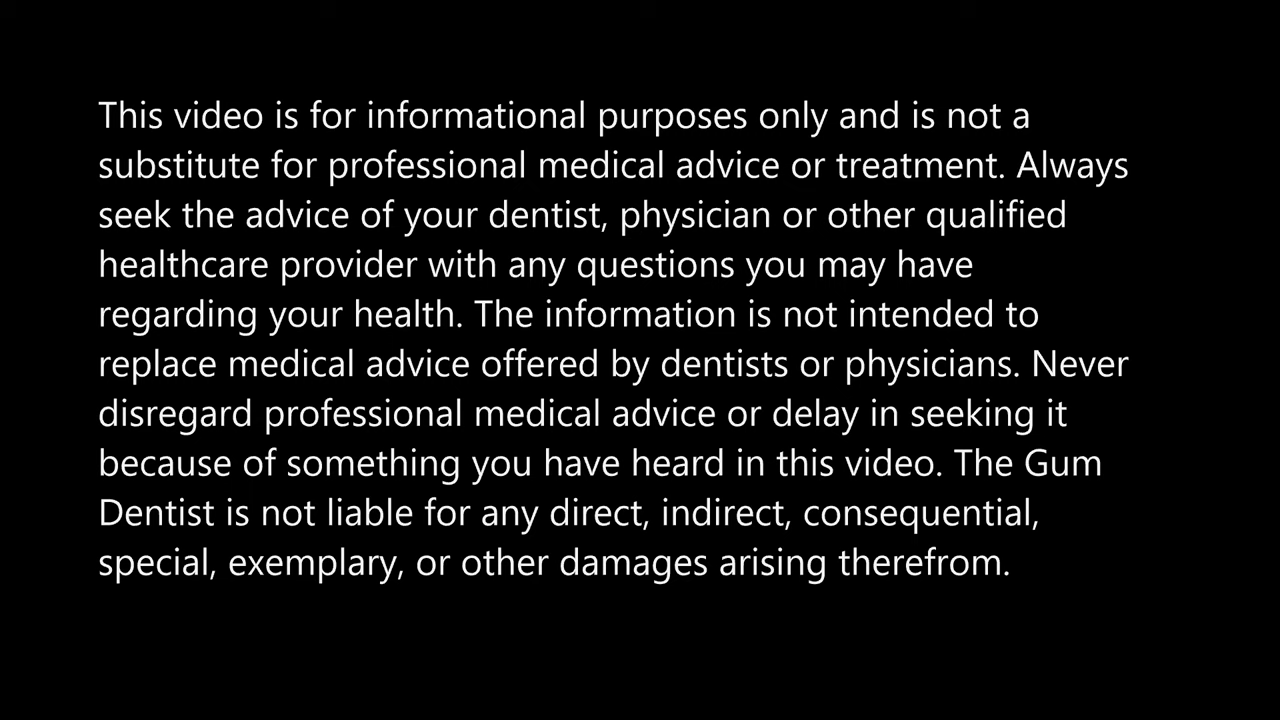 This video is for informational purposes only and is not a
substitute for professional medical advice or treatment. Always
seek the advice of your dentist, physician or other qualified
healthcare provider with any questions you may have
regarding your health. The information is not intended to
replace medical advice offered by dentists or physicians. Never
disregard professional medical advice or delay in seeking it
because of something you have heard in this video. The Gum
Dentist is not liable for any direct, indirect, consequential,
special, exemplary, or other damages arising therefrom.